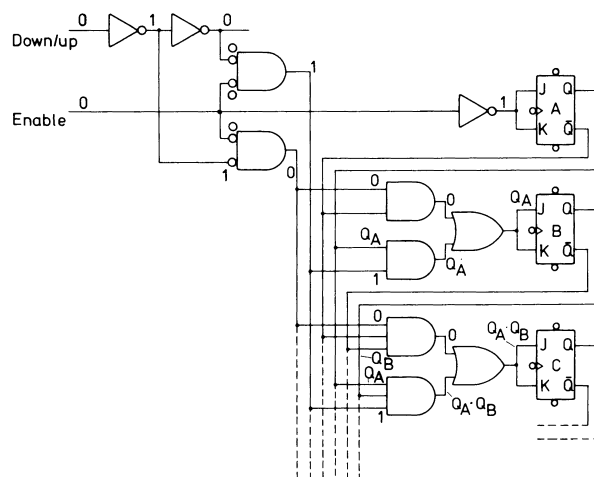 0 1 0
Down/up
1
0
Enable
1
J Q
A
K Q̅
1
0
0
0
Q_A
J Q
B
K Q̅
Q_A
1
Q_A
0
0
Q_A·Q_B
J Q
C
K Q̅
Q_B
Q_A
1
Q_A·Q_B